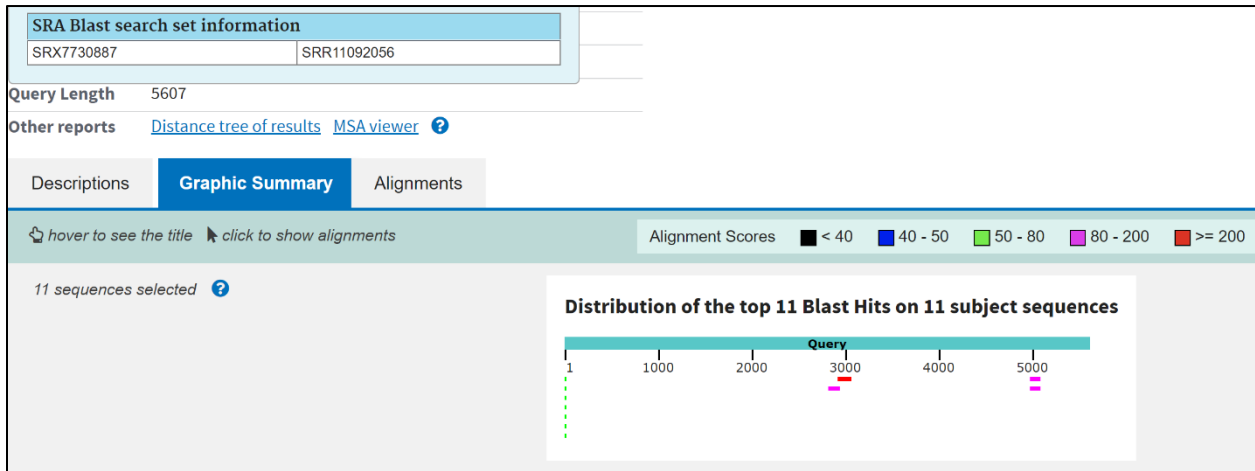 SRA Blast search set information
SRX7730887 SRR11092056
Query Length 5607
Other reports Distance tree of results MSA viewer ?
Descriptions Graphic Summary Alignments
hover to see the title click to show alignments Alignment Scores < 40 40 - 50 50 - 80 80 - 200 >= 200
11 sequences selected ?
Distribution of the top 11 Blast Hits on 11 subject sequences
Query
1 1000 2000 3000 4000 5000